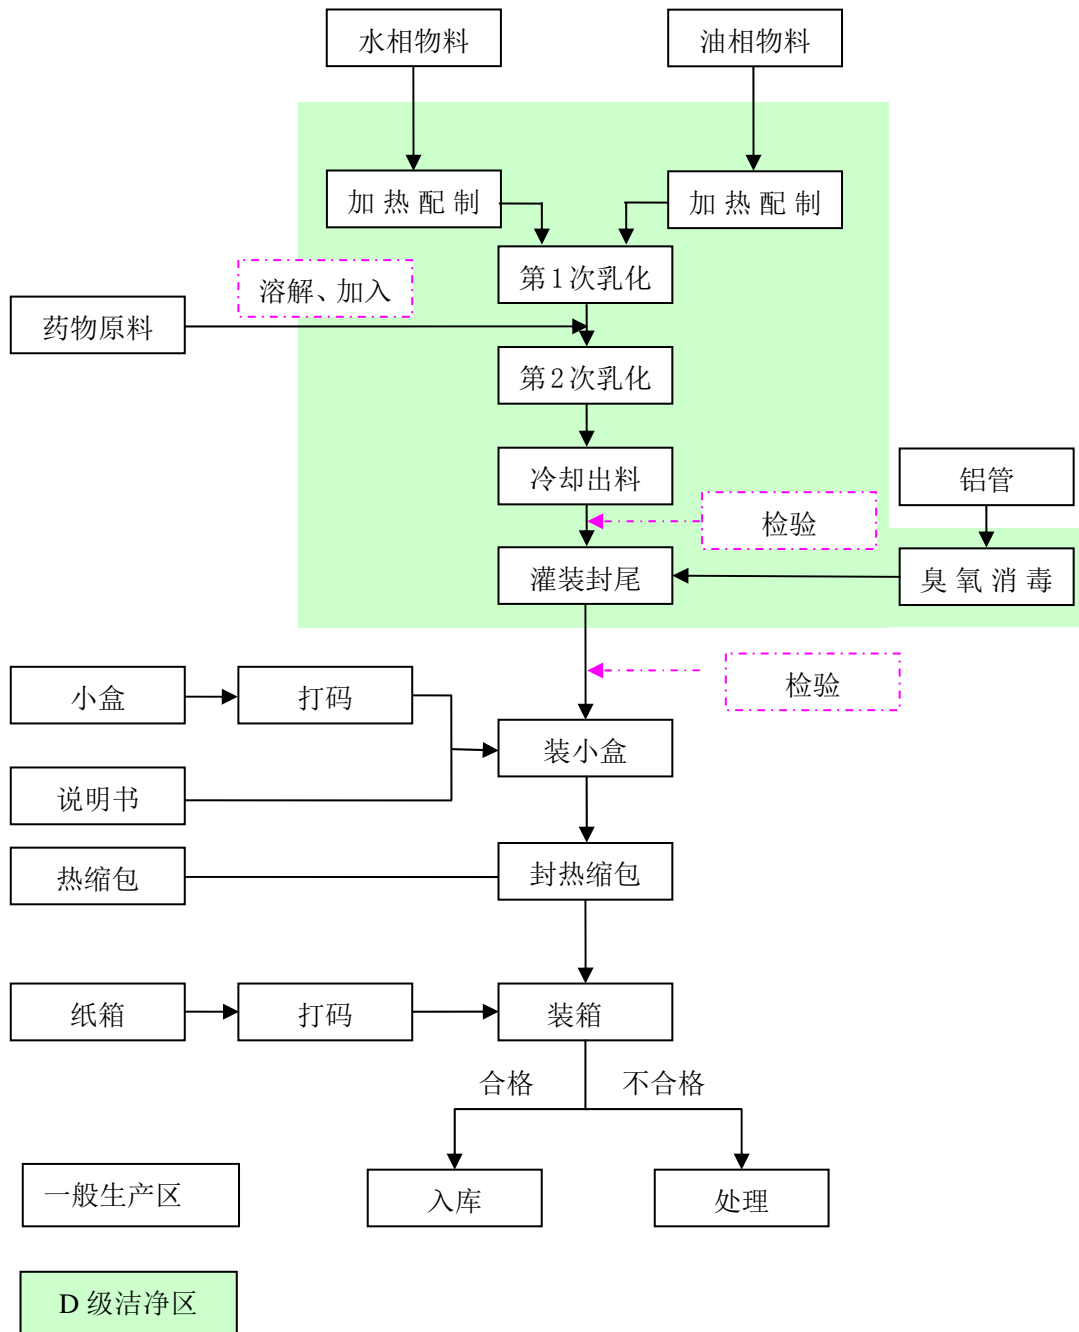 水相物料
油相物料
加热配制
加热配制
第1次乳化
溶解、加入
药物原料
第2次乳化
冷却出料
铝管
检验
灌装封尾
臭氧消毒
检验
小盒
打码
装小盒
说明书
热缩包
封热缩包
纸箱
打码
装箱
合格
不合格
一般生产区
入库
处理
D 级洁净区